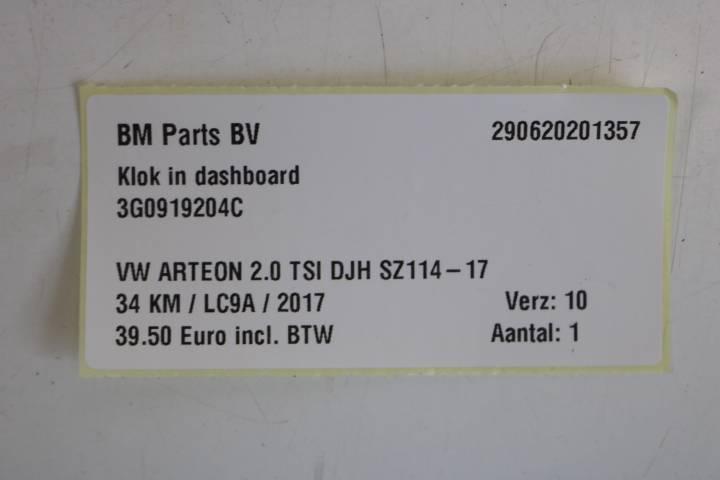 BM Parts BV 290620201357
Klok in dashboard
3G0919204C
VW ARTEON 2.0 TSI DJH SZ114-17
34 KM / LC9A / 2017 Verz: 10
39.50 Euro incl. BTW Aantal: 1